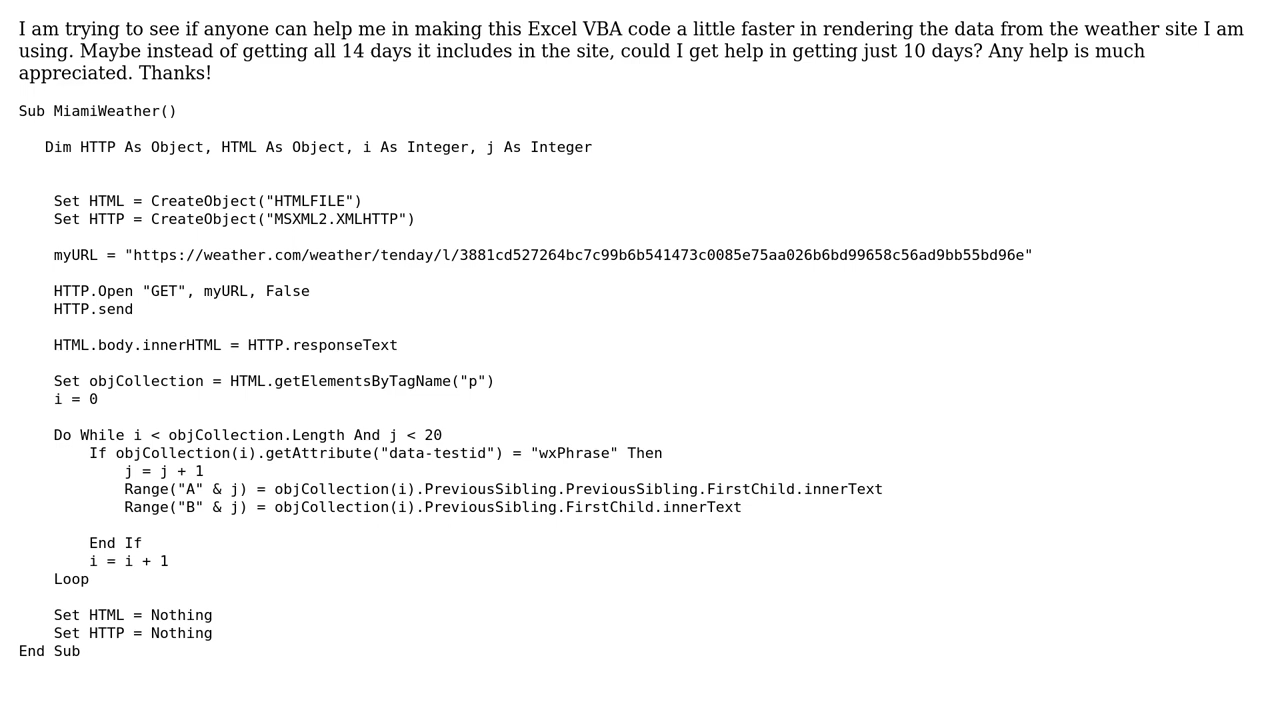 I am trying to see if anyone can help me in making this Excel VBA code a little faster in rendering the data from the weather site I am
using. Maybe instead of getting all 14 days it includes in the site, could I get help in getting just 10 days? Any help is much
appreciated. Thanks!
Sub MiamiWeather()
Dim HTTP As Object, HTML As Object, i As Integer, j As Integer
Set HTML = CreateObject("HTMLFILE")
Set HTTP = CreateObject("MSXML2.XMLHTTP")
myURL = "https://weather.com/weather/tenday/l/3881cd527264bc7c99b6b541473c0085e75aa026b6bd99658c56ad9bb55bd96e"
HTTP.Open "GET", myURL, False
HTTP.send
HTML.body.innerHTML = HTTP.responseText
Set objCollection = HTML.getElementsByTagName("p")
i = 0
Do While i < objCollection.Length And j < 20
If objCollection(i).getAttribute("data-testid") = "wxPhrase" Then
j = j + 1
Range("A" & j) = objCollection(i).PreviousSibling.PreviousSibling.FirstChild.innerText
Range("B" & j) = objCollection(i).PreviousSibling.FirstChild.innerText
End If
i = i + 1
Loop
Set HTML = Nothing
Set HTTP = Nothing
End Sub